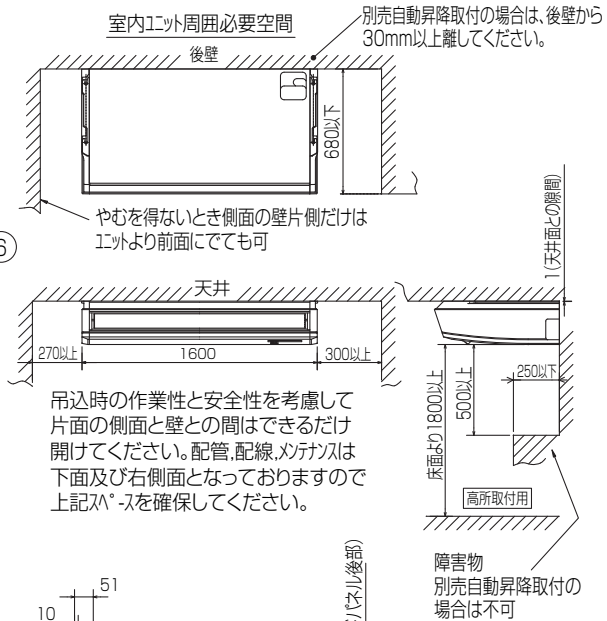 室内ユニット周囲必要空間
別売自動昇降取付の場合は、後壁から
30mm以上離してください。
後壁
680以下
やむを得ないとき側面の壁片側だけは
ユニットより前面にでても可
1(天井面との隙間)
天井
270以上
1600
300以上
吊込時の作業性と安全性を考慮して
片面の側面と壁との間はできるだけ
開けてください。配管,配線,メンテナンスは
下面及び右側面となっておりますので
上記スペースを確保してください。
床面より1800以上
500以上
250以下
高所取付用
障害物
別売自動昇降取付の
場合は不可
51
10
パネル後部)